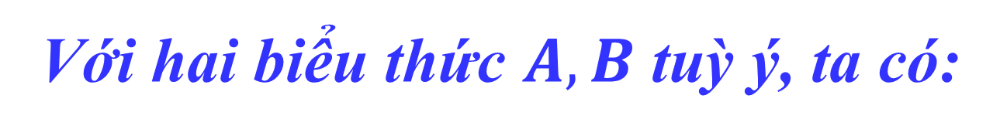 Với hai biểu thức A, B tuỳ ý, ta có: